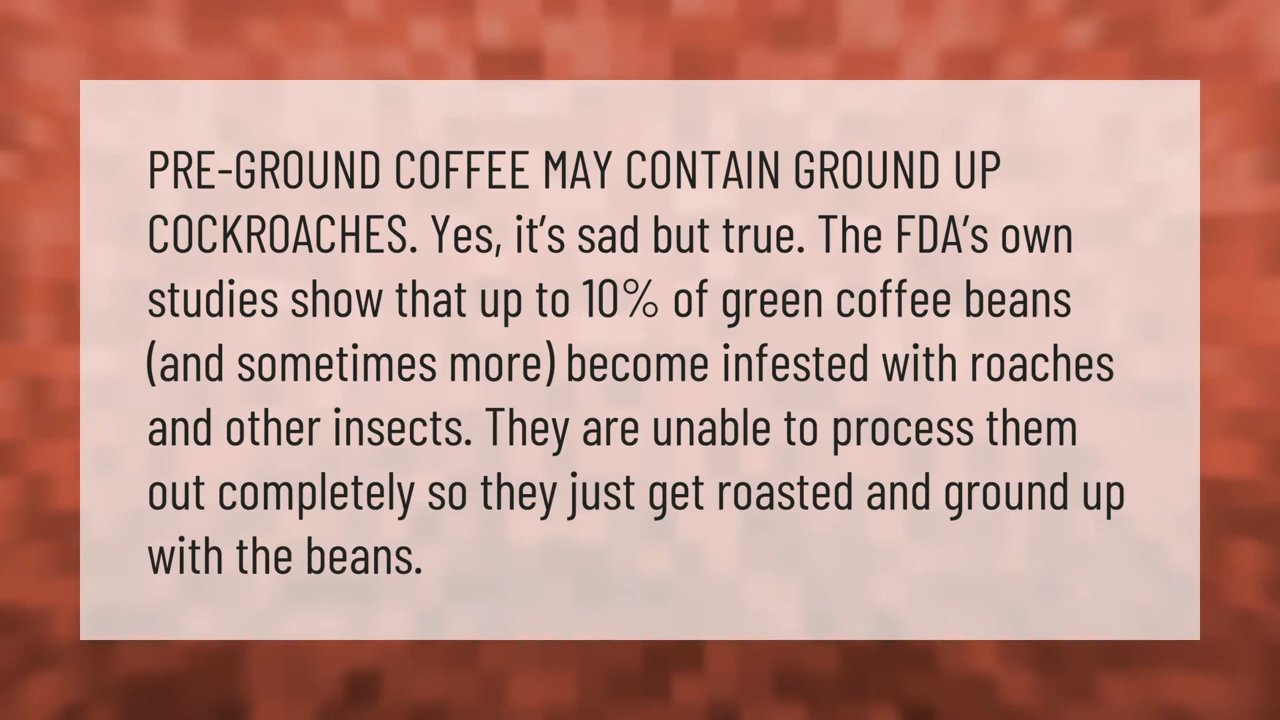 PRE-GROUND COFFEE MAY CONTAIN GROUND UP
COCKROACHES. Yes, it’s sad but true. The FDA’s own
studies show that up to 10% of green coffee beans
(and sometimes more) become infested with roaches
and other insects. They are unable to process them
out completely so they just get roasted and ground up
with the beans.